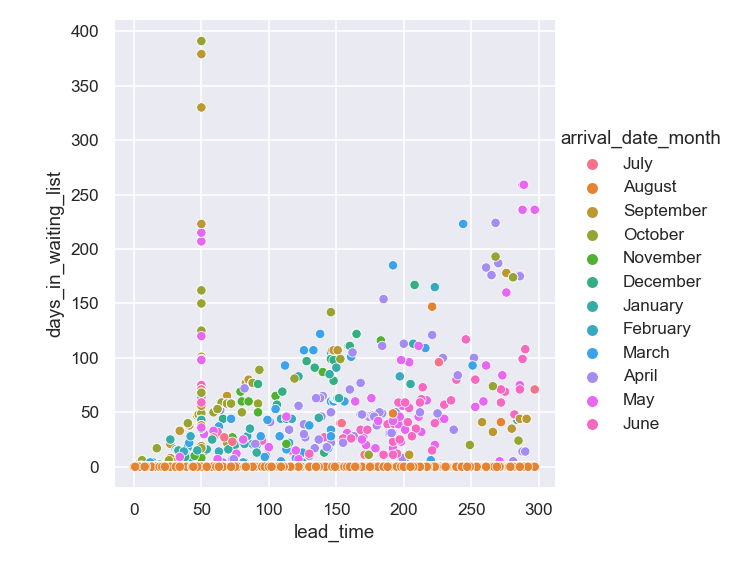 400
350
300
250
200
150
100
50
0
days_in_waiting_list
0 50 100 150 200 250 300
lead_time
arrival_date_month
July
August
September
October
November
December
January
February
March
April
May
June